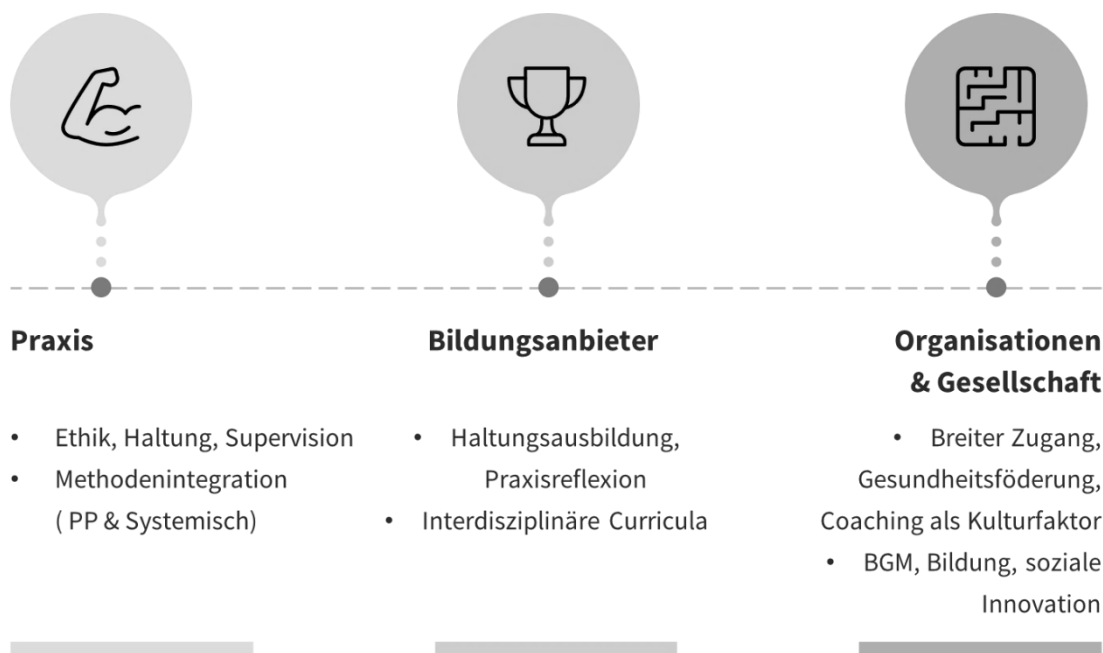 Praxis
• Ethik, Haltung, Supervision
• Methodenintegration
( PP & Systemisch)
Bildungsanbieter
• Haltungsausbildung,
Praxisreflexion
• Interdisziplinäre Curricula
Organisationen
& Gesellschaft
• Breiter Zugang,
Gesundheitsföderung,
Coaching als Kulturfaktor
• BGM, Bildung, soziale
Innovation